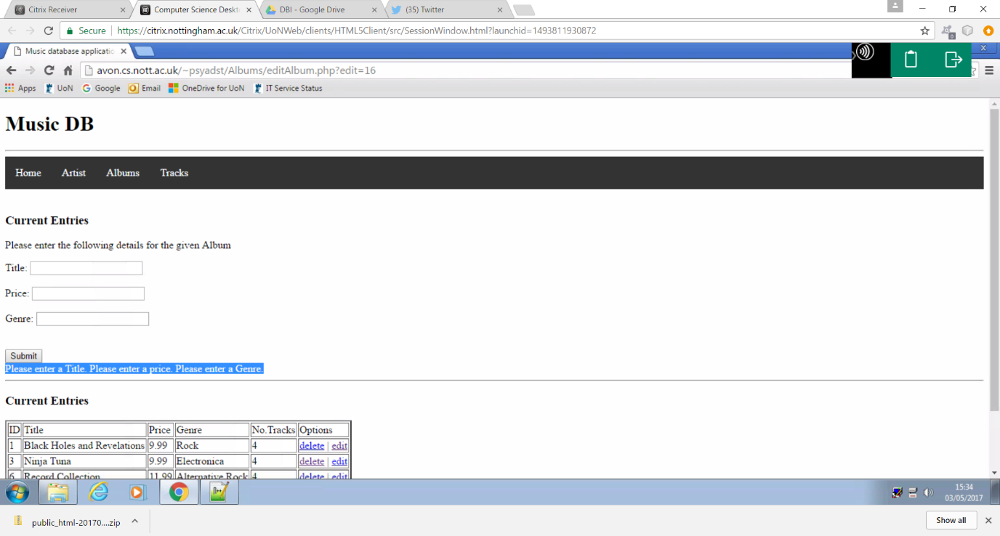 Citrix Receiver
Computer Science Deskt
DBI - Google Drive
(35) Twitter
Secure
https://citrix.nottingham.ac.uk/Citrix/UoNWeb/clients/HTML5Client/src/SessionWindow.html?launchid=1493811930872
0
Music database applicatio
avon.cs.nott.ac.uk/~psyadst/Albums/editAlbum.php?edit=16
Apps UoN Google Email OneDrive for UoN IT Service Status
Music DB
Home Artist Albums Tracks
Current Entries
Please enter the following details for the given Album
Title:
Price:
Genre:
Submit
Please enter a Title. Please enter a price. Please enter a Genre.
Current Entries
ID Title Price Genre No.Tracks Options
1 Black Holes and Revelations 9.99 Rock 4 delete | edit
3 Ninja Tuna 9.99 Electronica 4 delete | edit
6 Record Collection 11.99 Alternative Rock 4 delete | edit
15:34
03/05/2017
public_html-20170....zip
Show all